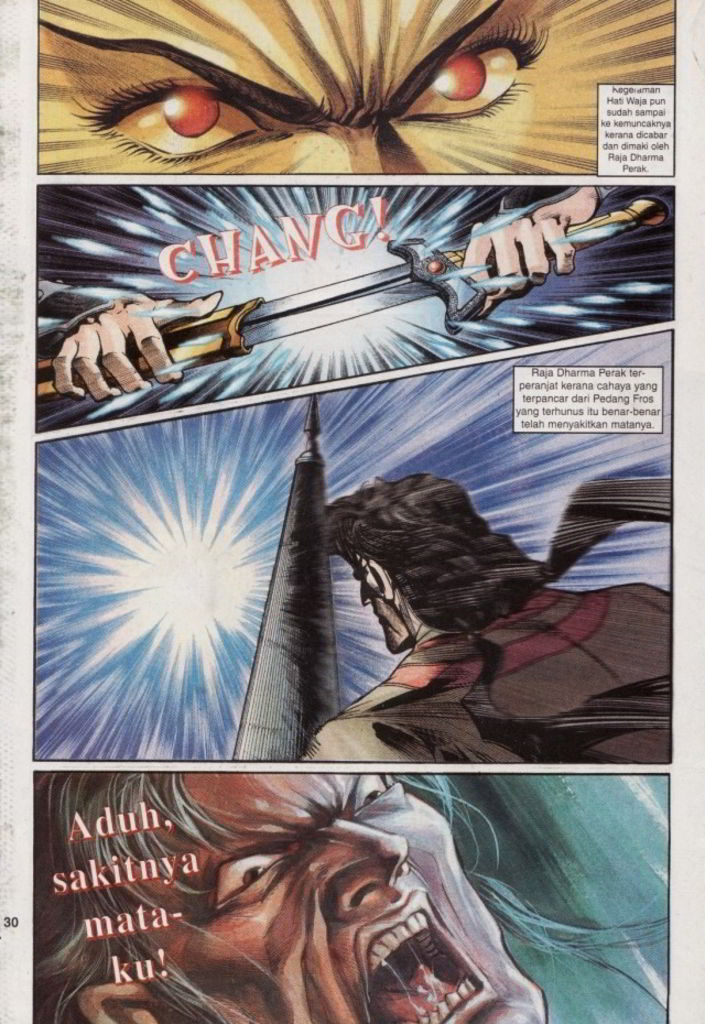 Kegeraman
Hati Waja pun
sudah sampai
ke kemuncaknya
kerana dicabar
dan dimaki oleh
Raja Dharma
Perak.
CHANG!
Raja Dharma Perak ter-
peranjat kerana cahaya yang
terpancar dari Pedang Fros
yang terhunus itu benar-benar
telah menyakitkan matanya.
Aduh,
sakitnya
mata-
ku!
30